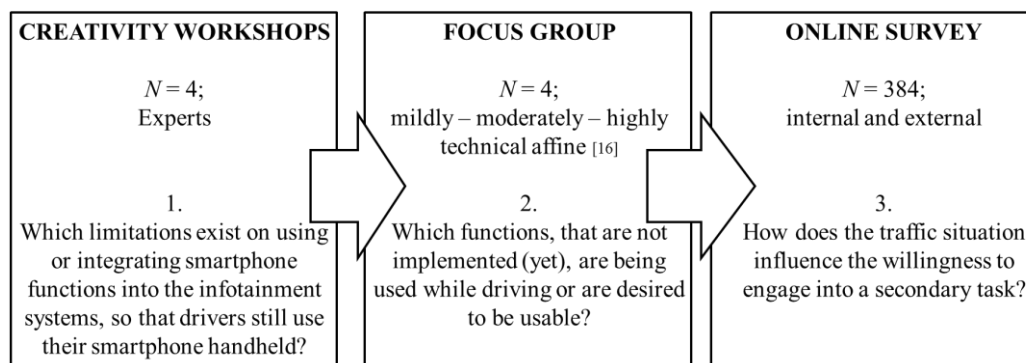 CREATIVITY WORKSHOPS
N = 4;
Experts
1.
Which limitations exist on using
or integrating smartphone
functions into the infotainment
systems, so that drivers still use
their smartphone handheld?
FOCUS GROUP
N = 4;
mildly – moderately – highly
technical affine [16]
2.
Which functions, that are not
implemented (yet), are being
used while driving or are desired
to be usable?
ONLINE SURVEY
N = 384;
internal and external
3.
How does the traffic situation
influence the willingness to
engage into a secondary task?